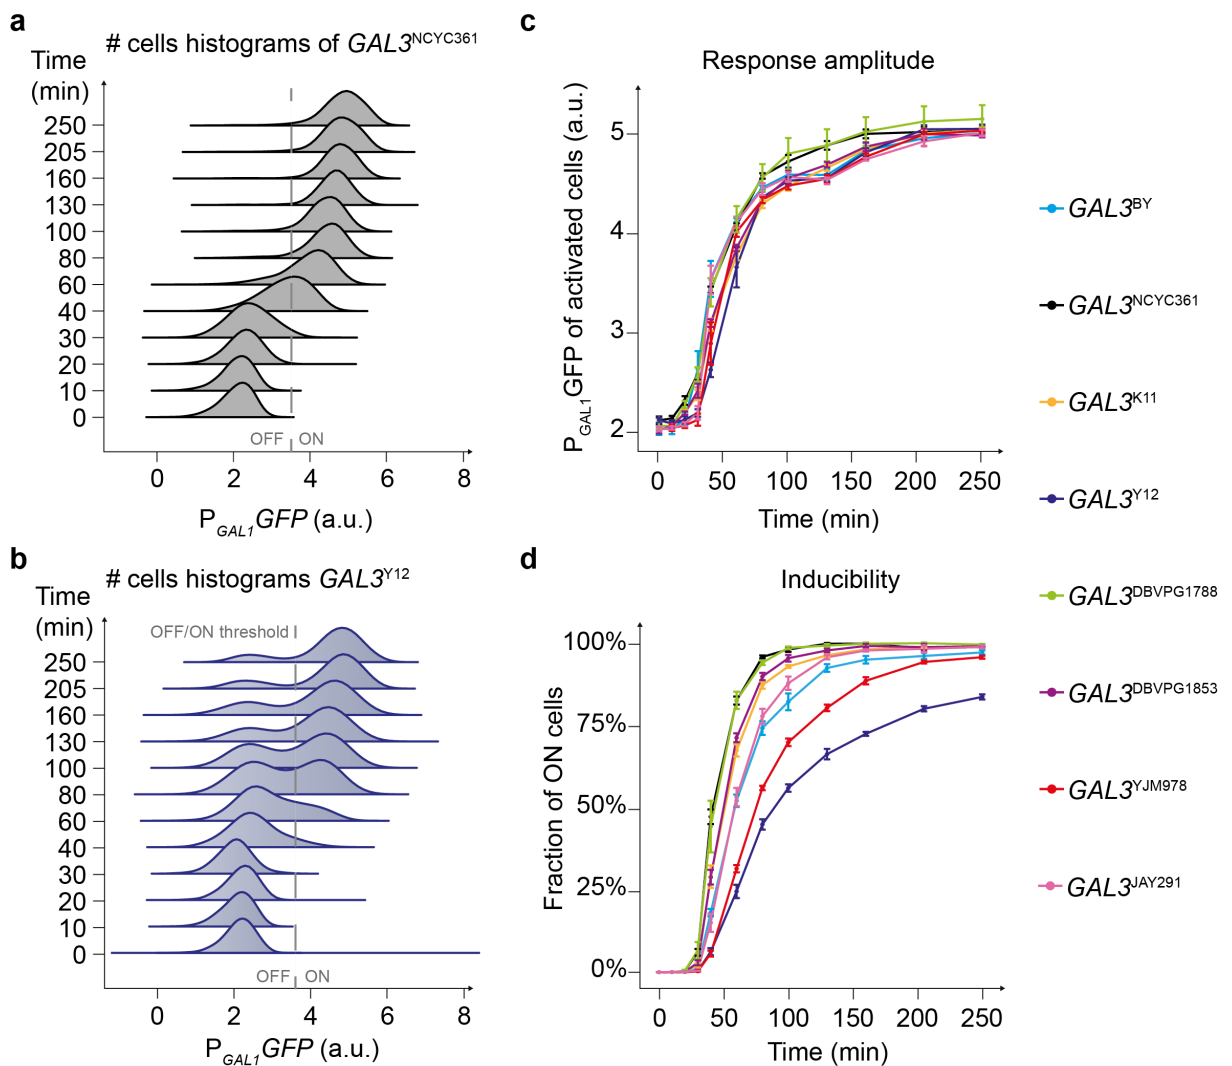 a
# cells histograms of GAL3NCYC361
Time
(min)
250
205
160
130
100
80
60
40
30
20
10
0
OFF ON
0 2 4 6 8
PGAL1GFP (a.u.)
b
# cells histograms GAL3Y12
Time
(min)
OFF/ON threshold
250
205
160
130
100
80
60
40
30
20
10
0
OFF ON
0 2 4 6 8
PGAL1GFP (a.u.)
c
Response amplitude
PGAL1GFP of activated cells (a.u.)
5
4
3
2
0 50 100 150 200 250
Time (min)
d
Inducibility
Fraction of ON cells
100%
75%
50%
25%
0%
0 50 100 150 200 250
Time (min)
GAL3BY
GAL3NCYC361
GAL3K11
GAL3Y12
GAL3DBVPG1788
GAL3DBVPG1853
GAL3YJM978
GAL3JAY291